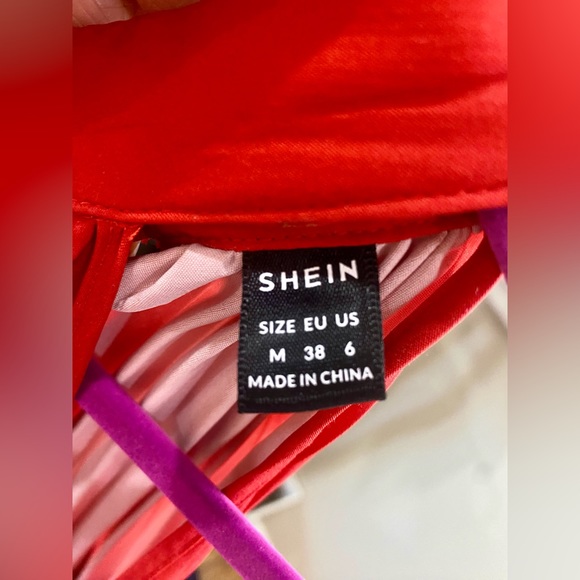 SHEIN
SIZE EU US
M 38 6
MADE IN CHINA